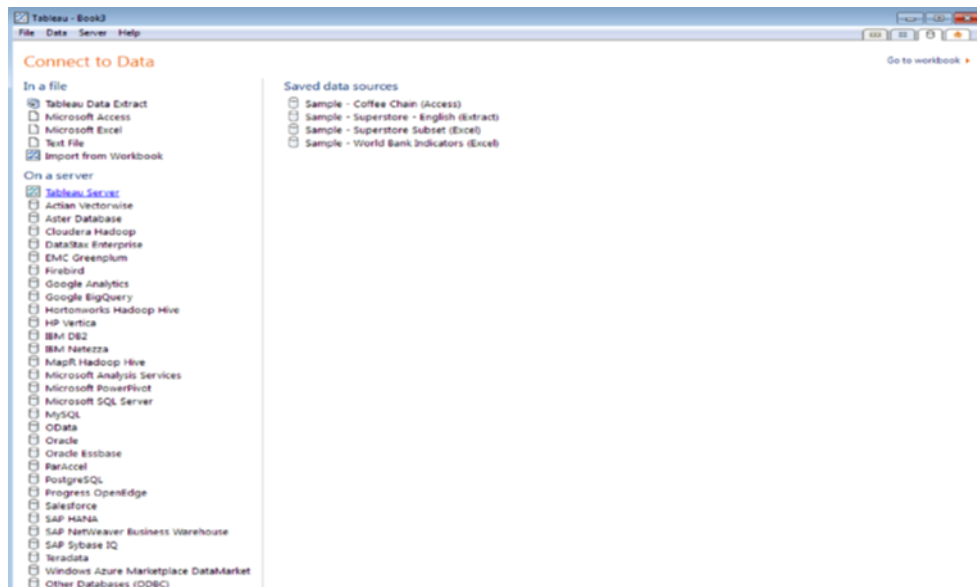 Tableau - Book3
File Data Server Help
Connect to Data
Go to workbook
In a file
Tableau Data Extract
Microsoft Access
Microsoft Excel
Text File
Import from Workbook
On a server
Tableau Server
Actian Vectorwise
Aster Database
Cloudera Hadoop
DataStax Enterprise
EMC Greenplum
Firebird
Google Analytics
Google BigQuery
Hortonworks Hadoop Hive
HP Vertica
IBM DB2
IBM Netezza
MapR Hadoop Hive
Microsoft Analysis Services
Microsoft PowerPivot
Microsoft SQL Server
MySQL
OData
Oracle
Oracle Essbase
ParAccel
PostgreSQL
Progress OpenEdge
Salesforce
SAP HANA
SAP NetWeaver Business Warehouse
SAP Sybase IQ
Teradata
Windows Azure Marketplace DataMarket
Other Databases (ODBC)
Saved data sources
Sample - Coffee Chain (Access)
Sample - Superstore - English (Extract)
Sample - Superstore Subset (Excel)
Sample - World Bank Indicators (Excel)